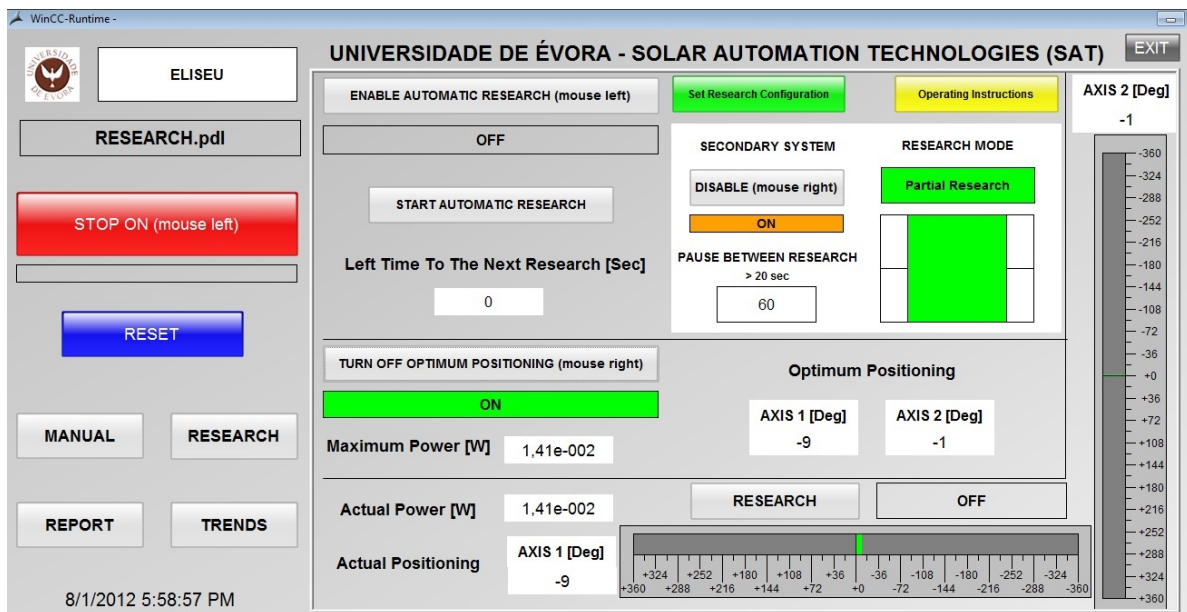 WinCC-Runtime -
UNIVERSIDADE DE ÉVORA - SOLAR AUTOMATION TECHNOLOGIES (SAT)
EXIT
UNIVERSIDADE DE ÉVORA
ELISEU
RESEARCH.pdl
STOP ON (mouse left)
RESET
MANUAL
RESEARCH
REPORT
TRENDS
8/1/2012 5:58:57 PM
ENABLE AUTOMATIC RESEARCH (mouse left)
OFF
START AUTOMATIC RESEARCH
Left Time To The Next Research [Sec]
0
Set Research Configuration
Operating Instructions
SECONDARY SYSTEM
DISABLE (mouse right)
ON
PAUSE BETWEEN RESEARCH
> 20 sec
60
RESEARCH MODE
Partial Research
TURN OFF OPTIMUM POSITIONING (mouse right)
ON
Maximum Power [W]
1,41e-002
Optimum Positioning
AXIS 1 [Deg]
-9
AXIS 2 [Deg]
-1
Actual Power [W]
1,41e-002
RESEARCH
OFF
Actual Positioning
AXIS 1 [Deg]
-9
+324 +252 +180 +108 +36 -36 -108 -180 -252 -324
+360 +288 +216 +144 +72 +0 -72 -144 -216 -288 -360
AXIS 2 [Deg]
-1
-360
-324
-288
-252
-216
-180
-144
-108
-72
-36
+0
+36
+72
+108
+144
+180
+216
+252
+288
+324
+360